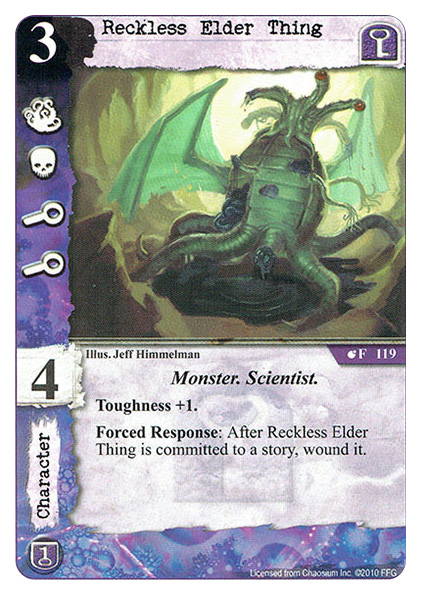 3
Reckless Elder Thing
Illus. Jeff Himmelman
F 119
4
Monster. Scientist.
Toughness +1.
Forced Response: After Reckless Elder
Thing is committed to a story, wound it.
Character
1
Licensed from Chaosium Inc. ©2010 FFG